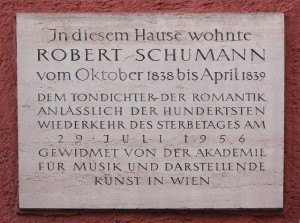 In diesem Hause wohnte
ROBERT SCHUMANN
vom Oktober 1838 bis April 1839
DEM TONDICHTER DER ROMANTIK
ANLÄSSLICH DER HUNDERTSTEN
WIEDERKEHR DES STERBETAGES AM
29. JULI 1956
GEWIDMET VON DER AKADEMIE
FÜR MUSIK UND DARSTELLENDE
KUNST IN WIEN